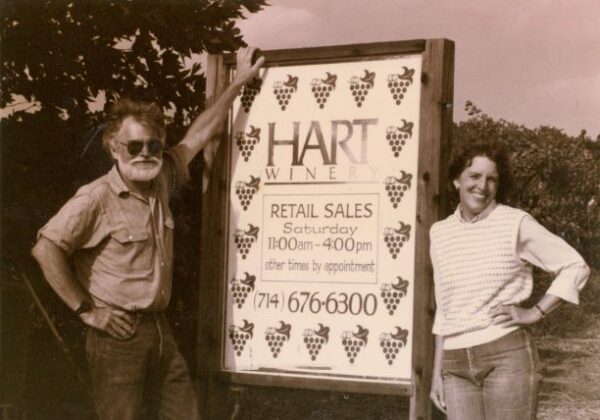 HART
WINERY
RETAIL SALES
Saturday
11:00am - 4:00pm
other times by appointment
(714) 676-6300